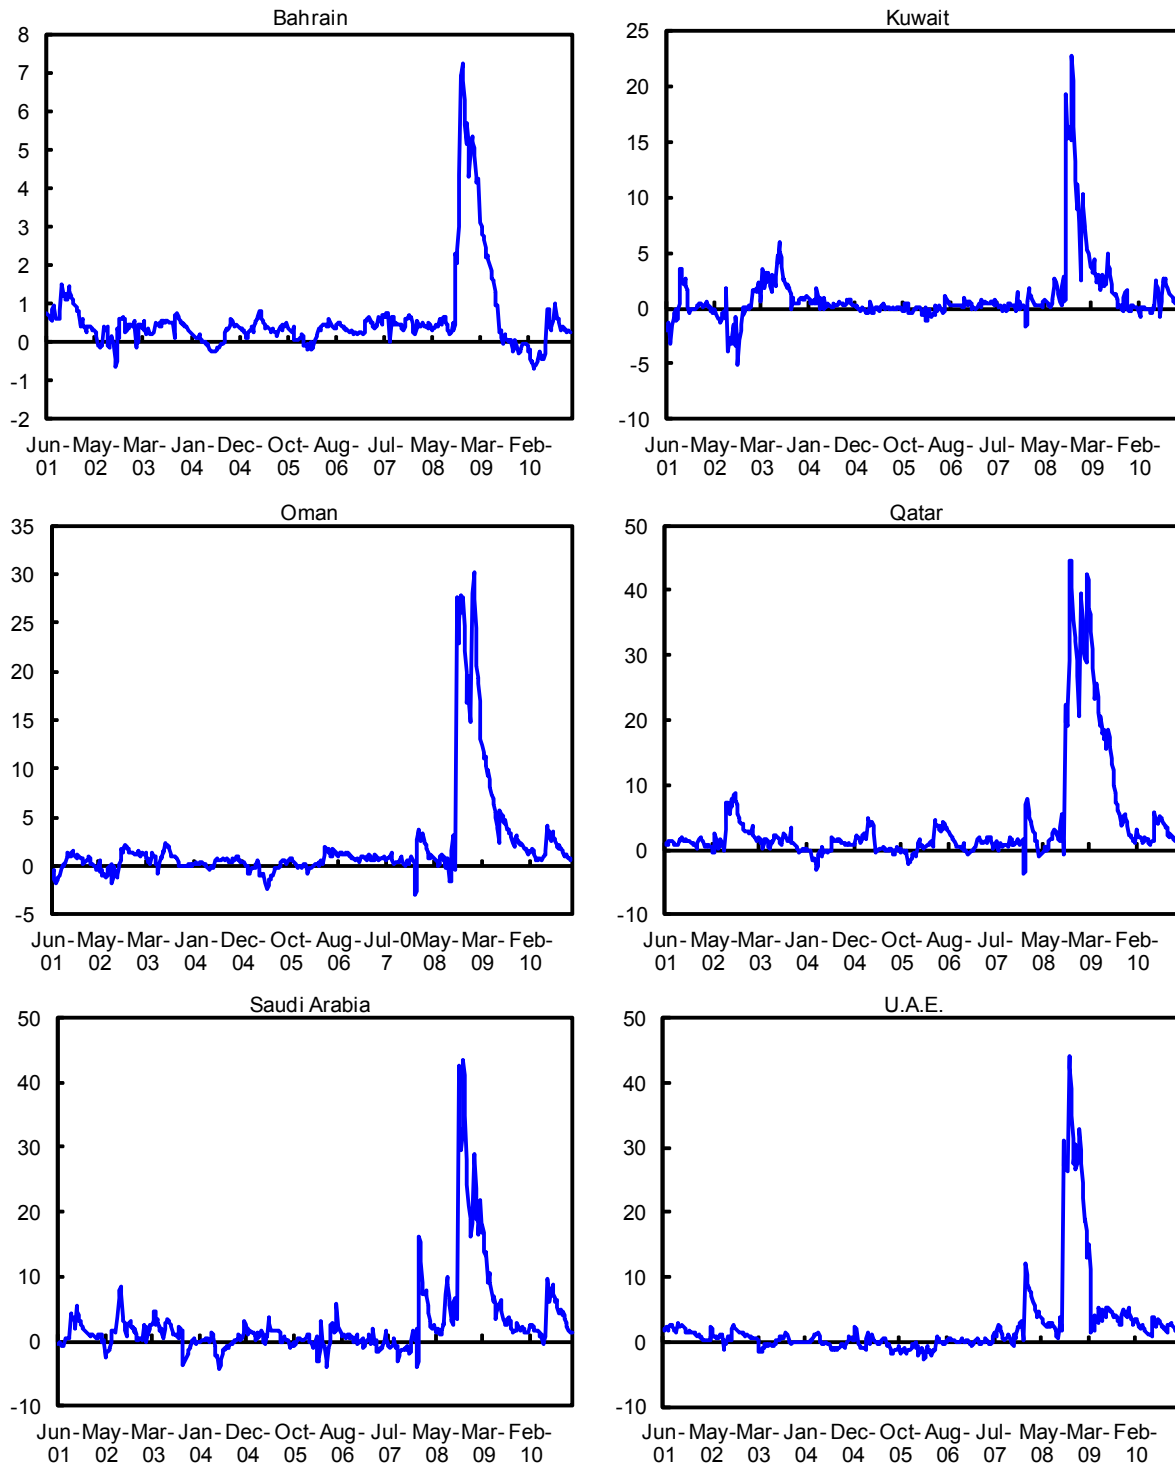 Bahrain
8
7
6
5
4
3
2
1
0
-1
-2
Jun- May- Mar- Jan- Dec- Oct- Aug- Jul- May- Mar- Feb-
01 02 03 04 04 05 06 07 08 09 10
Kuwait
25
20
15
10
5
0
-5
-10
Jun- May- Mar- Jan- Dec- Oct- Aug- Jul- May- Mar- Feb-
01 02 03 04 04 05 06 07 08 09 10
Oman
35
30
25
20
15
10
5
0
-5
Jun- May- Mar- Jan- Dec- Oct- Aug- Jul-0May- Mar- Feb-
01 02 03 04 04 05 06 7 08 09 10
Qatar
50
40
30
20
10
0
-10
Jun- May- Mar- Jan- Dec- Oct- Aug- Jul- May- Mar- Feb-
01 02 03 04 04 05 06 07 08 09 10
Saudi Arabia
50
40
30
20
10
0
-10
Jun- May- Mar- Jan- Dec- Oct- Aug- Jul- May- Mar- Feb-
01 02 03 04 04 05 06 07 08 09 10
U.A.E.
50
40
30
20
10
0
-10
Jun- May- Mar- Jan- Dec- Oct- Aug- Jul- May- Mar- Feb-
01 02 03 04 04 05 06 07 08 09 10